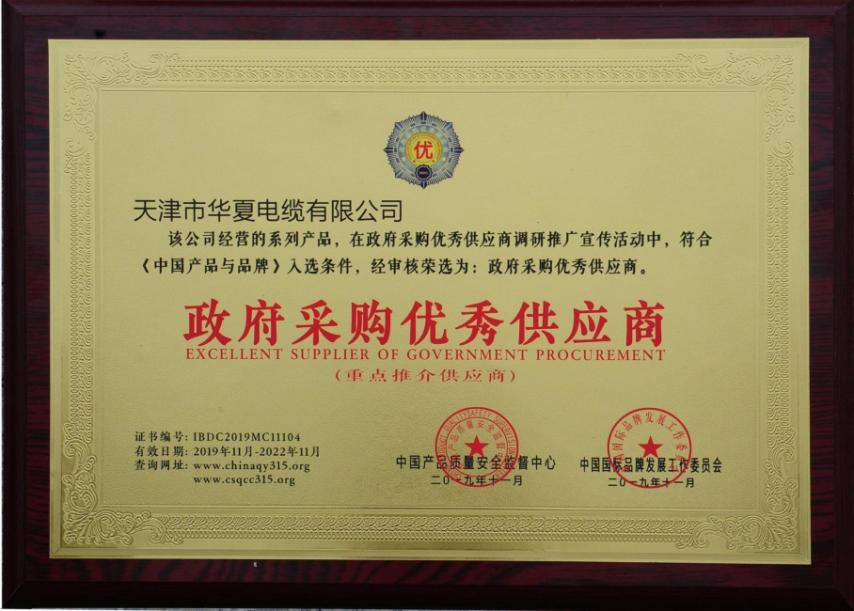 优
天津市华夏电缆有限公司
该公司经营的系列产品，在政府采购优秀供应商调研推广宣传活动中，符合
《中国产品与品牌》入选条件，经审核荣选为：政府采购优秀供应商。
政府采购优秀供应商
EXCELLENT SUPPLIER OF GOVERNMENT PROCUREMENT
（重点推介供应商）
证书编号: IBDC2019MC11104
有效日期: 2019年11月-2022年11月
查询网址: www.chinaqy315.org
www.csqcc315.org
中国产品质量安全监督中心
二〇一九年十一月
中国国际品牌发展工作委员会
二〇一九年十一月